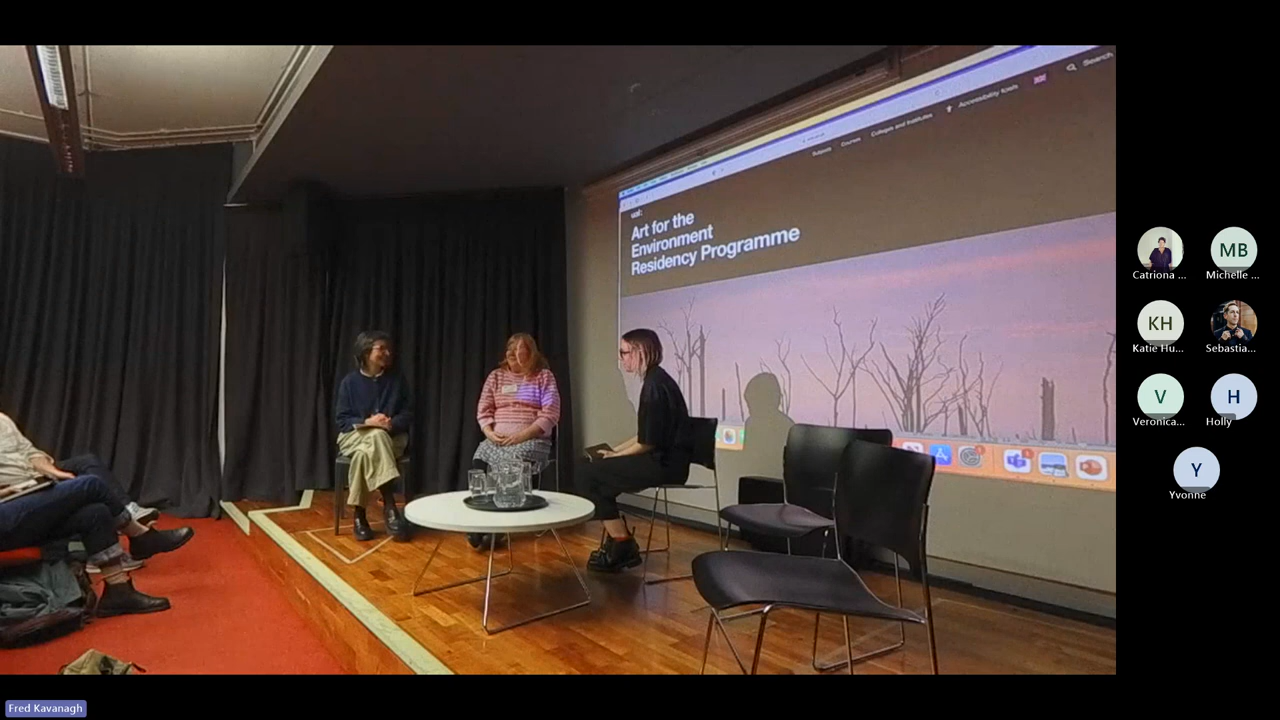 Search
Accessibility tools
Colleges and Institutes
Courses
Subjects
ual:
Art for the
Environment
Residency Programme
Catriona ...
MB
Michelle ...
KH
Katie Hu...
Sebastia...
V
Veronica...
H
Holly
Y
Yvonne
Fred Kavanagh